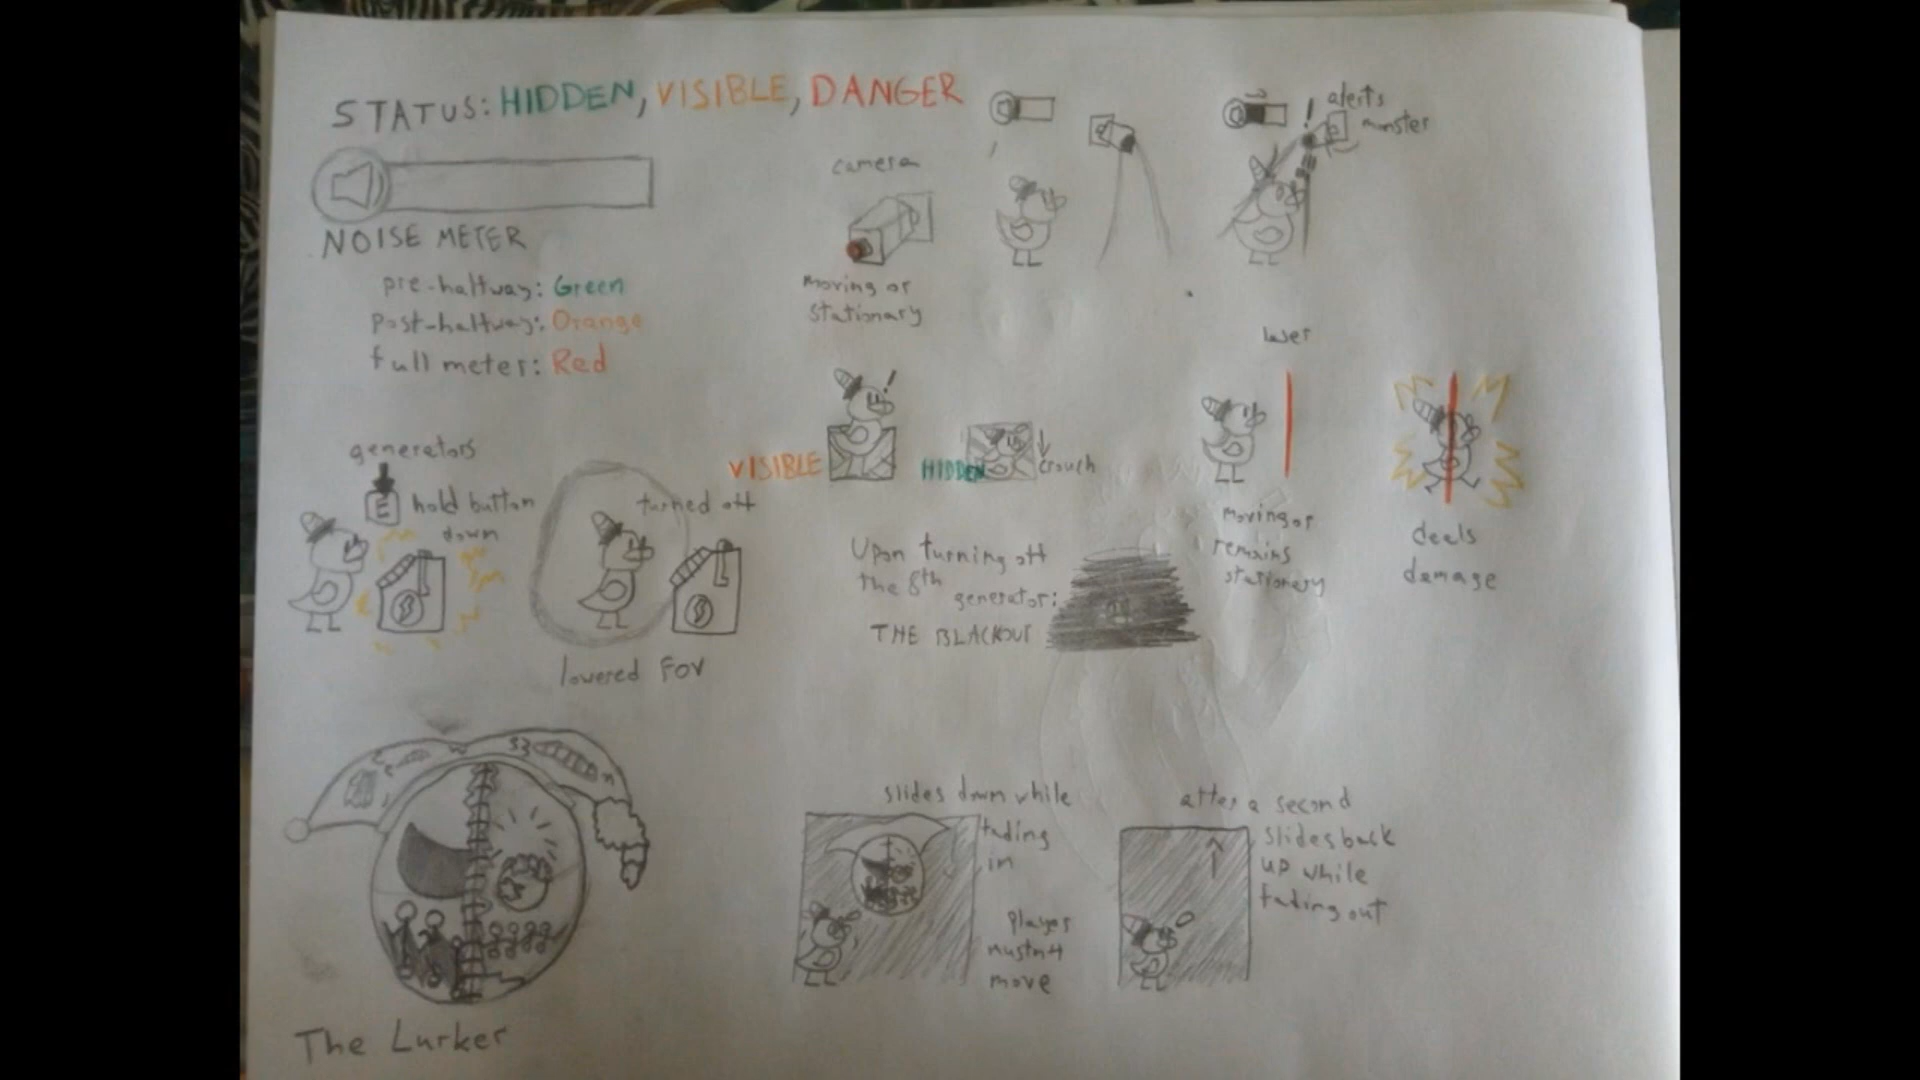 STATUS: HIDDEN, VISIBLE, DANGER
NOISE METER
pre-halfway: Green
post-halfway: Orange
full meter: Red
camera
moving or
stationary
!
alerts
monster
laser
moving or
remains
stationary
deals
damage
!
VISIBLE
HIDDEN
crouch
generators
E
hold button
down
turned off
lowered FOV
Upon turning off
the 8th
generator:
THE BLACKOUT
The Lurker
slides down while
fading
in
player
mustn't
move
after a second
slides back
up while
fading out